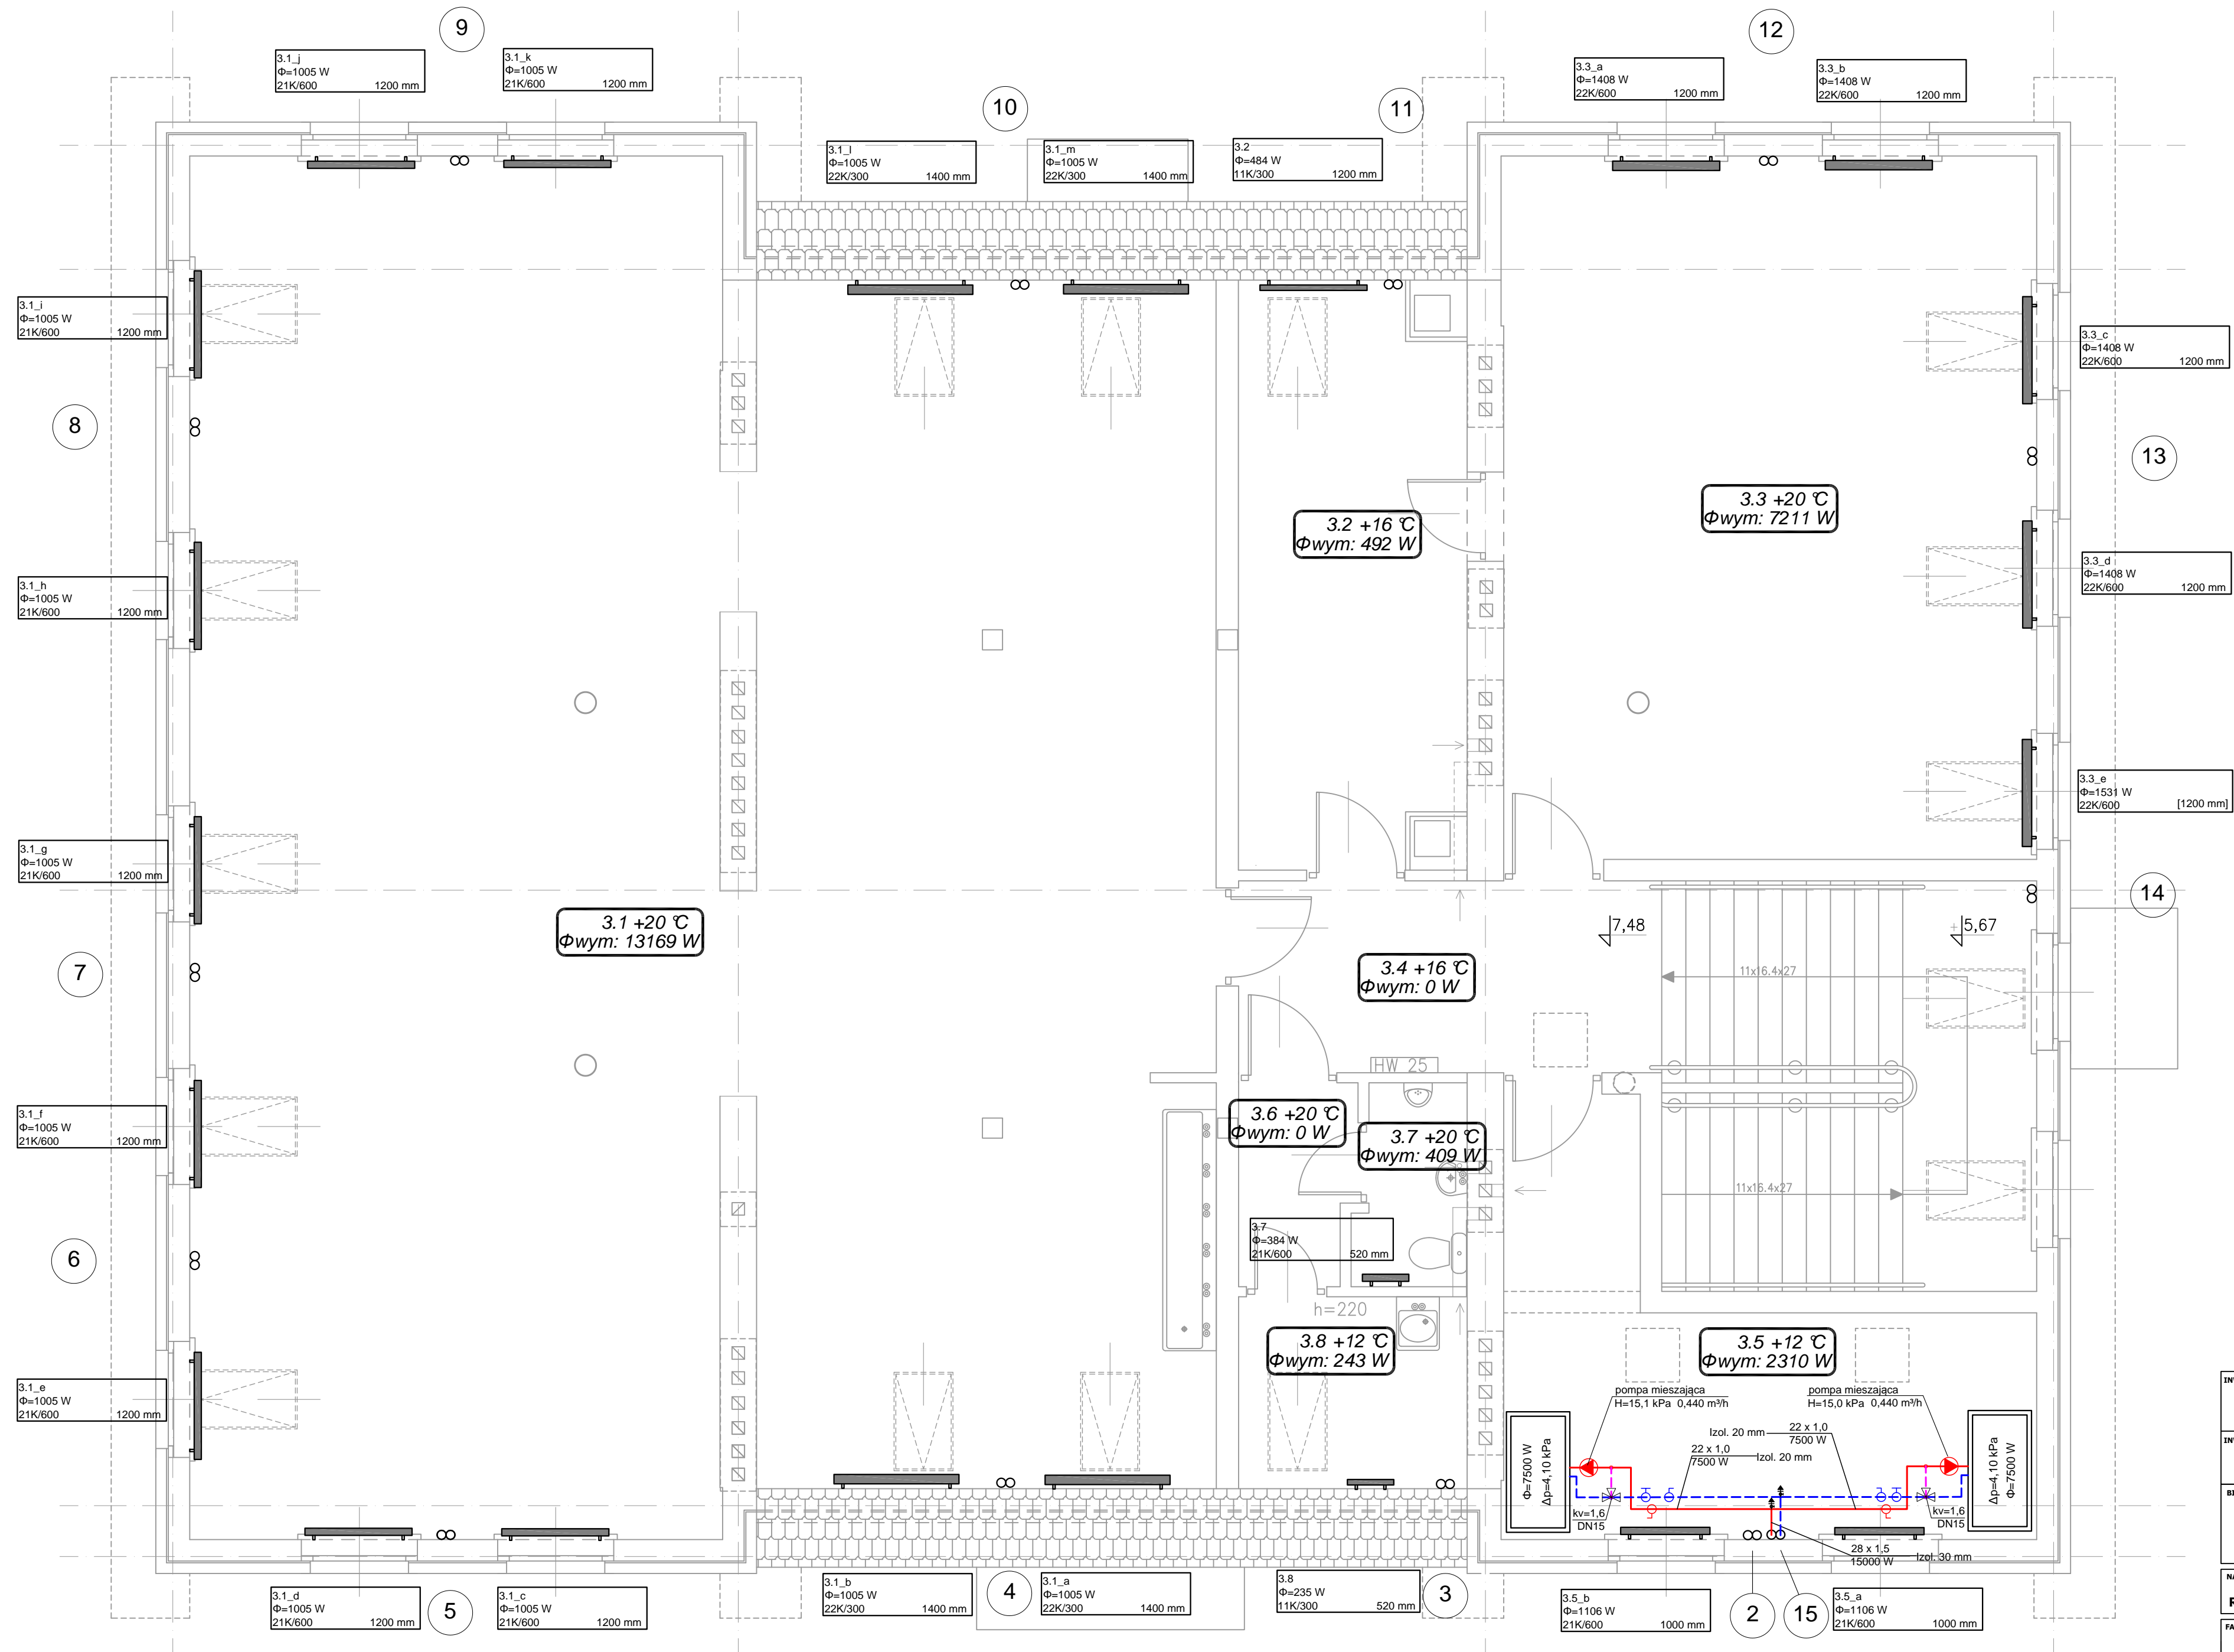 9
12
3.1_j
Φ=1005 W
21K/600 1200 mm
3.1_k
Φ=1005 W
21K/600 1200 mm
3.3_a
Φ=1408 W
22K/600 1200 mm
3.3_b
Φ=1408 W
22K/600 1200 mm
10
11
3.1_l
Φ=1005 W
22K/300 1400 mm
3.1_m
Φ=1005 W
22K/300 1400 mm
3.2
Φ=484 W
11K/300 1200 mm
3.1_i
Φ=1005 W
21K/600 1200 mm
3.3_c
Φ=1408 W
22K/600 1200 mm
8
13
3.2 +16 °C
Φwym: 492 W
3.3 +20 °C
Φwym: 7211 W
3.1_h
Φ=1005 W
21K/600 1200 mm
3.3_d
Φ=1408 W
22K/600 1200 mm
3.3_e
Φ=1531 W
22K/600 [1200 mm]
3.1_g
Φ=1005 W
21K/600 1200 mm
14
3.1 +20 °C
Φwym: 13169 W
7,48
+5,67
7
3.4 +16 °C
Φwym: 0 W
11x16.4x27
HW 25
3.1_f
Φ=1005 W
21K/600 1200 mm
3.6 +20 °C
Φwym: 0 W
3.7 +20 °C
Φwym: 409 W
11x16.4x27
6
3.7
Φ=384 W
21K/600 520 mm
h=220
3.8 +12 °C
Φwym: 243 W
3.5 +12 °C
Φwym: 2310 W
3.1_e
Φ=1005 W
21K/600 1200 mm
pompa mieszająca
H=15,1 kPa 0,440 m³/h
pompa mieszająca
H=15,0 kPa 0,440 m³/h
Izol. 20 mm
22 x 1,0
7500 W
22 x 1,0
7500 W
Izol. 20 mm
Φ=7500 W
Δp=4,10 kPa
Δp=4,10 kPa
Φ=7500 W
kv=1,6
DN15
kv=1,6
DN15
28 x 1,5
15000 W
Izol. 30 mm
3.1_d
Φ=1005 W
21K/600 1200 mm
5
3.1_c
Φ=1005 W
21K/600 1200 mm
3.1_b
Φ=1005 W
22K/300 1400 mm
4
3.1_a
Φ=1005 W
22K/300 1400 mm
3.8
Φ=235 W
11K/300 520 mm
3
3.5_b
Φ=1106 W
21K/600 1000 mm
2
15
3.5_a
Φ=1106 W
21K/600 1000 mm